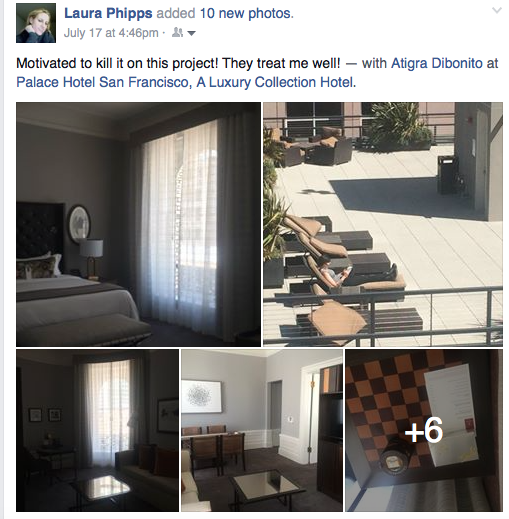 Laura Phipps added 10 new photos.
July 17 at 4:46pm ·
Motivated to kill it on this project! They treat me well! — with Atigra Dibonito at
Palace Hotel San Francisco, A Luxury Collection Hotel.
+6